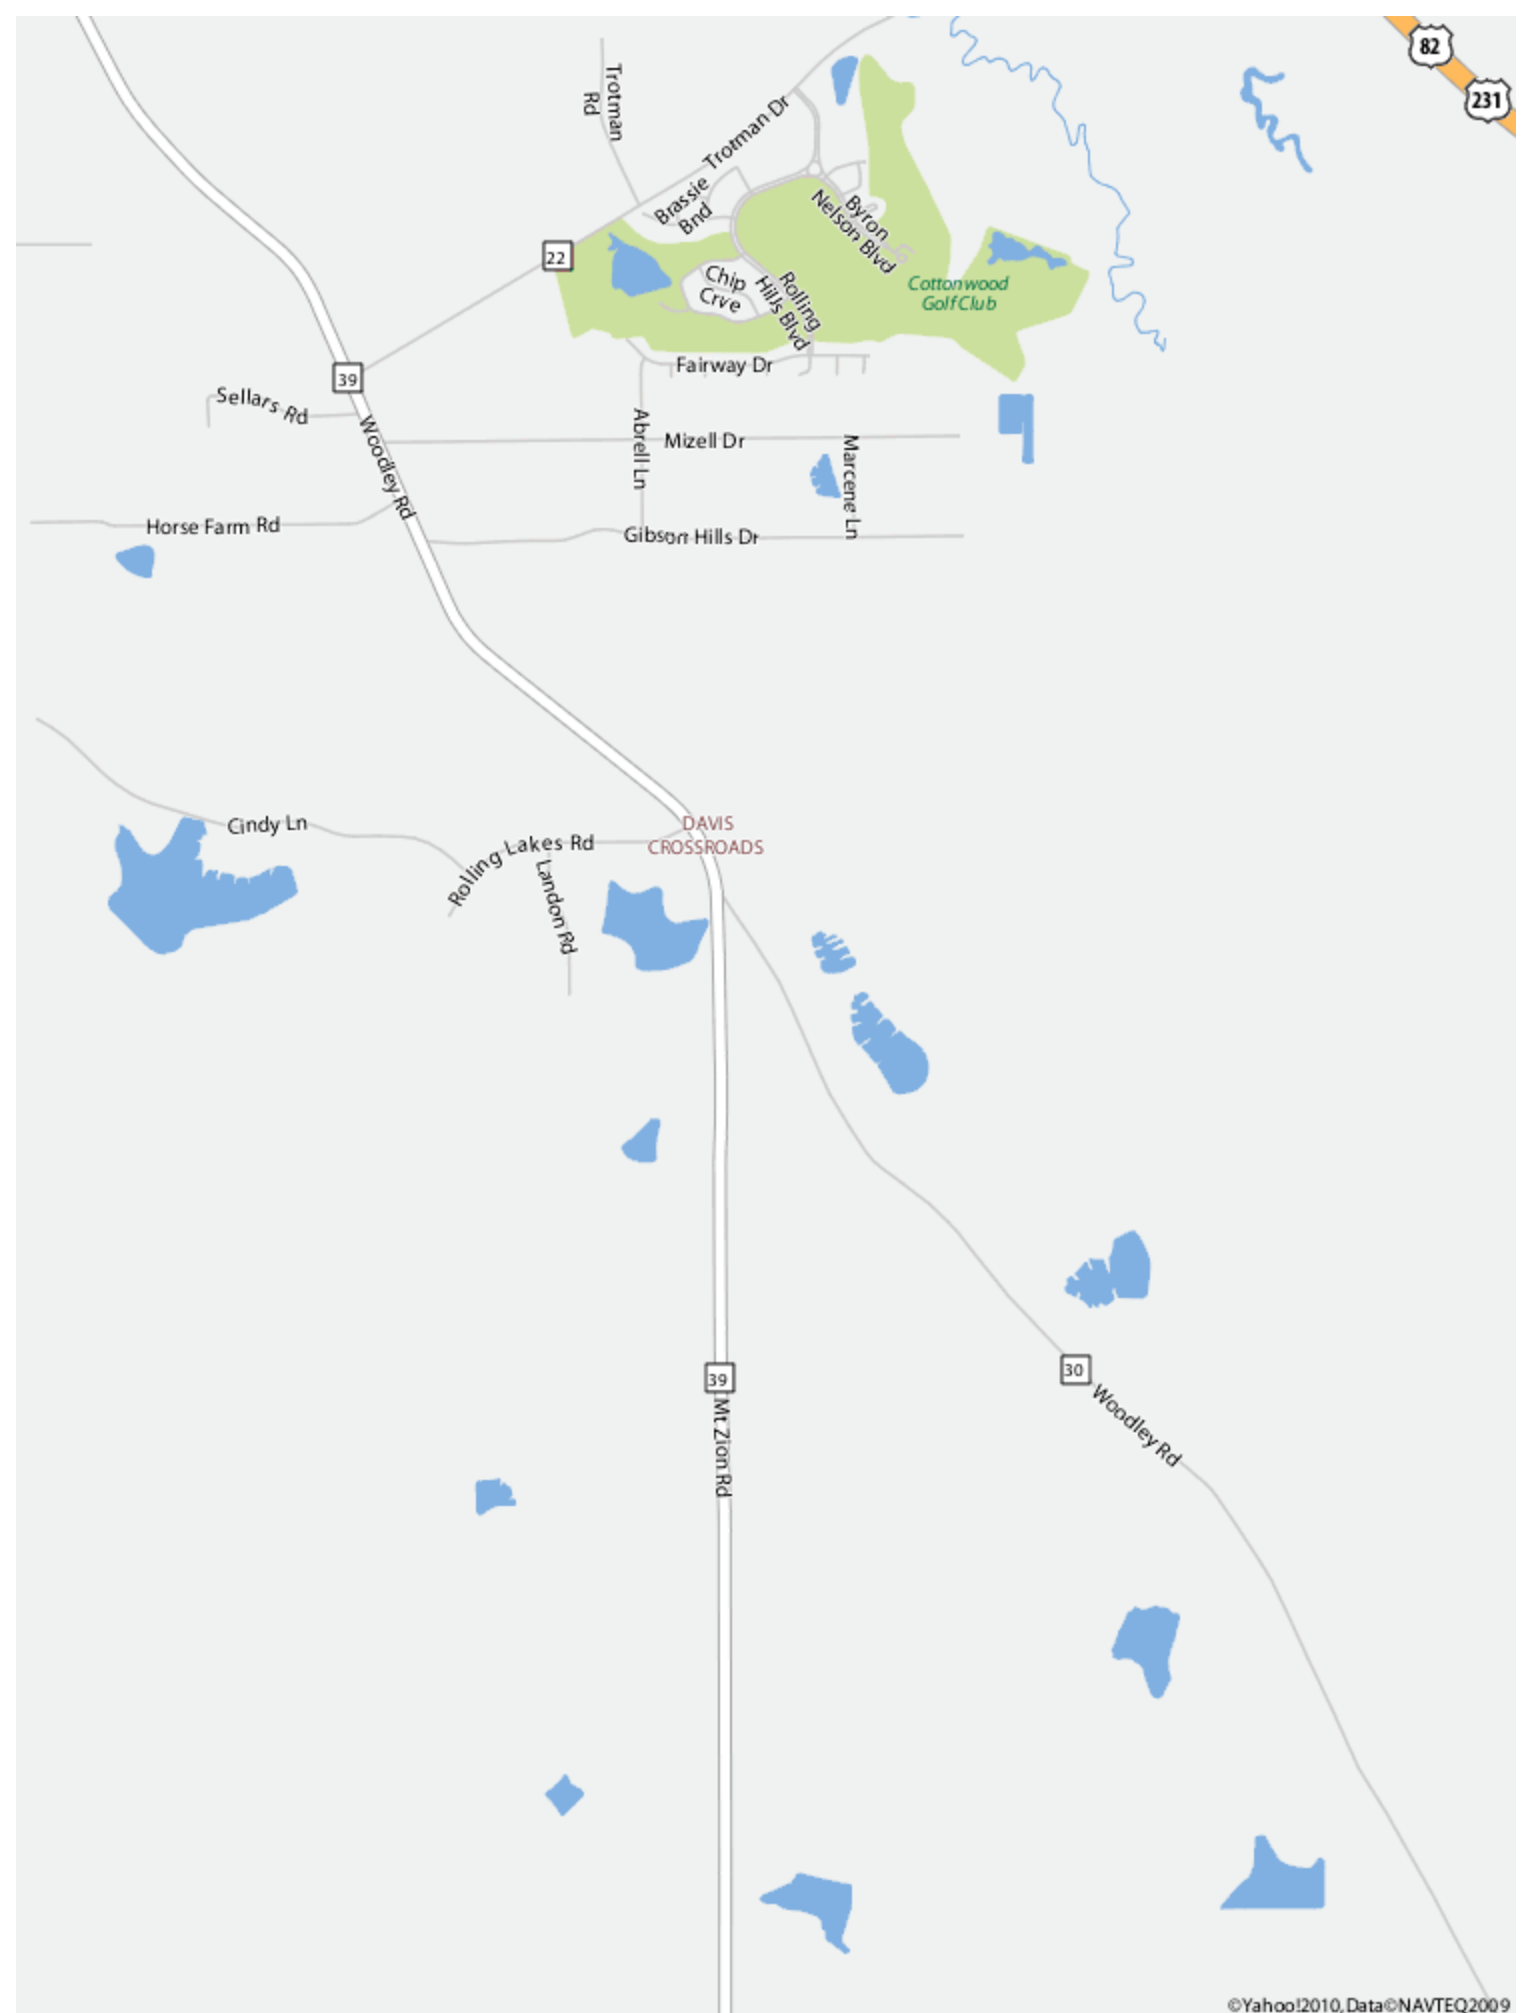 82
231
Trotman
Rd
Trotman Dr
Brassie
Bnd
Byron
Nelson Blvd
22
Chip
Crve
Rolling
Hills Blvd
Cottonwood
Golf Club
39
Fairway Dr
Sellars Rd
Woodley Rd
Abrell Ln
Mizell Dr
Marcene Ln
Horse Farm Rd
Gibson Hills Dr
Cindy Ln
DAVIS
CROSSROADS
Rolling Lakes Rd
Landon Rd
39
Mt Zion Rd
30
Woodley Rd
©Yahoo!2010, Data©NAVTEQ2009